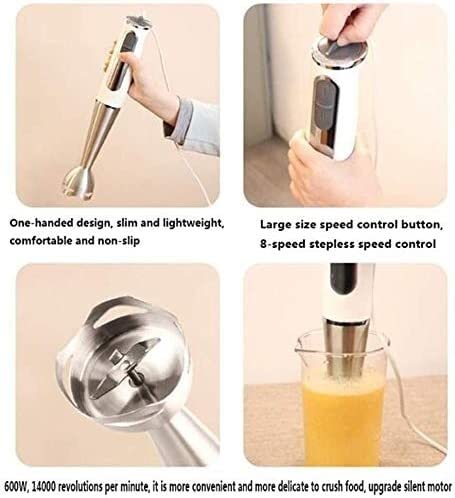 One-handed design, slim and lightweight,
comfortable and non-slip
Large size speed control button,
8-speed stepless speed control
600W, 14000 revolutions per minute, it is more convenient and more delicate to crush food, upgrade silent motor